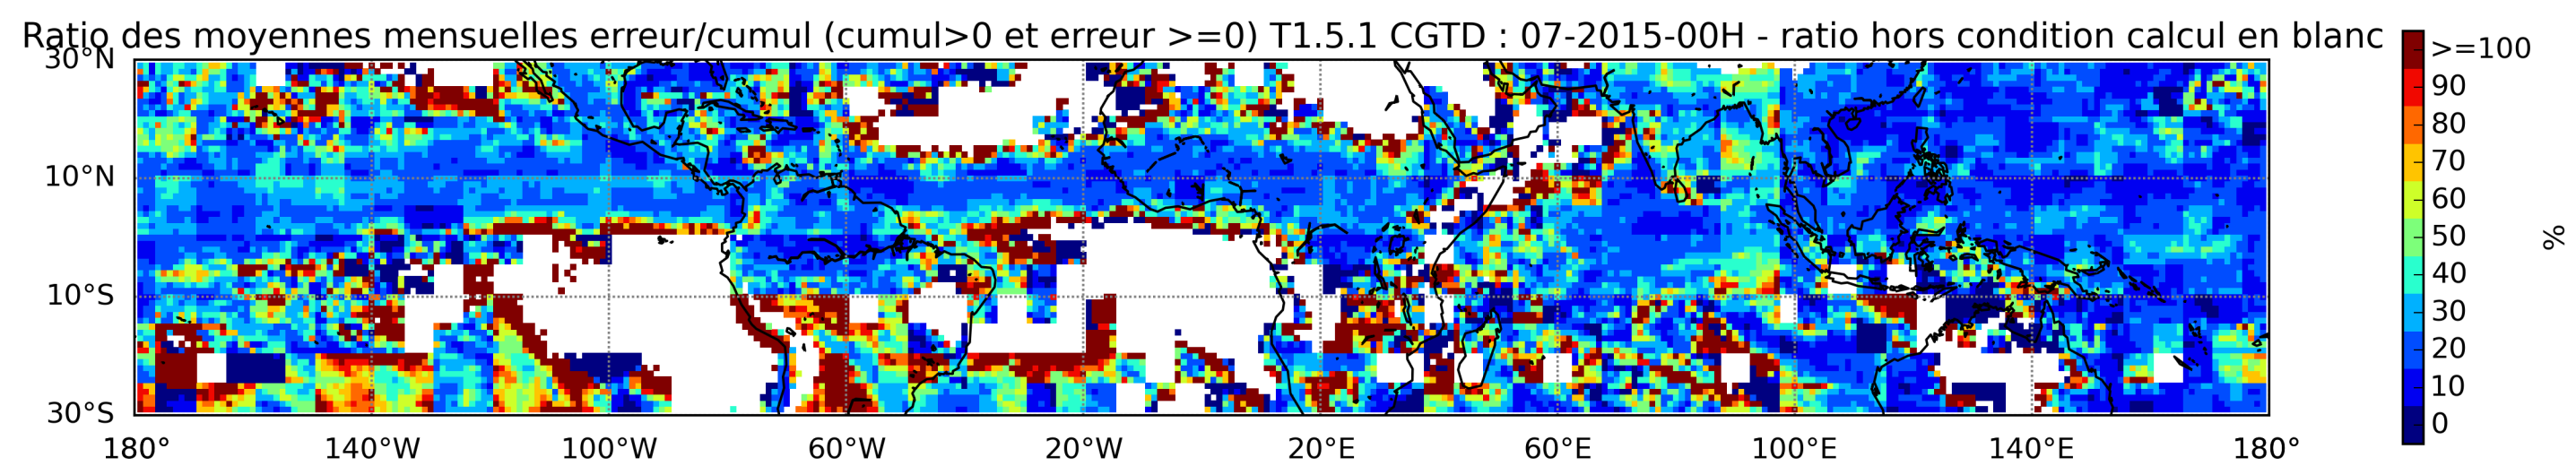 Ratio des moyennes mensuelles erreur/cumul (cumul>0 et erreur >=0) T1.5.1 CGTD : 07-2015-00H - ratio hors condition calcul en blanc
30°N
10°N
10°S
30°S
180° 140°W 100°W 60°W 20°W 20°E 60°E 100°E 140°E 180°
>=100
90
80
70
60
50
40
30
20
10
0
%